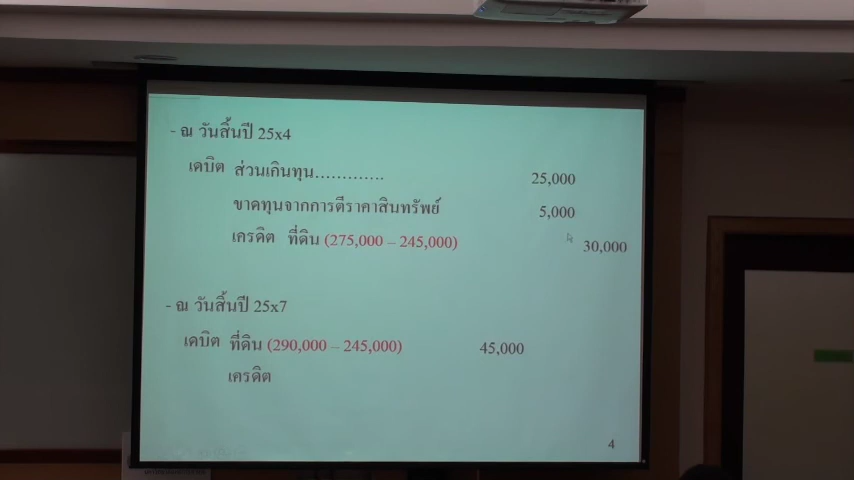 - ณ วันสิ้นปี 25x4
เดบิต ส่วนเกินทุน............. 25,000
ขาดทุนจากการตีราคาสินทรัพย์ 5,000
เครดิต ที่ดิน (275,000 – 245,000) 30,000
- ณ วันสิ้นปี 25x7
เดบิต ที่ดิน (290,000 – 245,000) 45,000
เครดิต
4